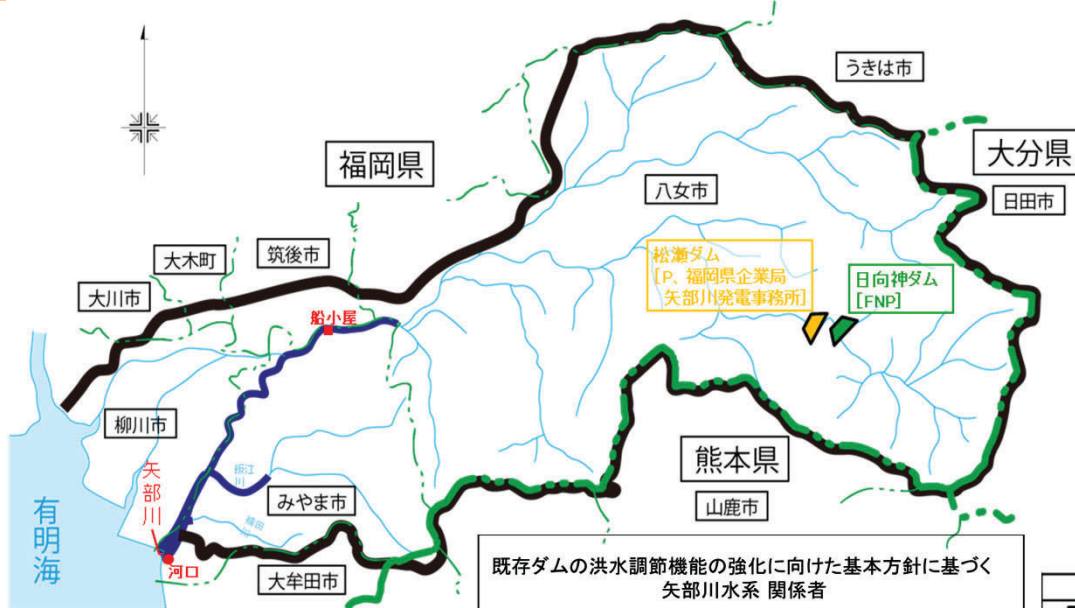 うきは市
大分県
日田市
福岡県
八女市
松瀬ダム
[P、福岡県企業局
矢部川発電事務所]
日向神ダム
[FNP]
大木町
筑後市
大川市
船小屋
柳川市
矢部川
有明海
みやま市
河口
大牟田市
熊本県
山鹿市
既存ダムの洪水調節機能の強化に向けた基本方針に基づく
矢部川水系 関係者